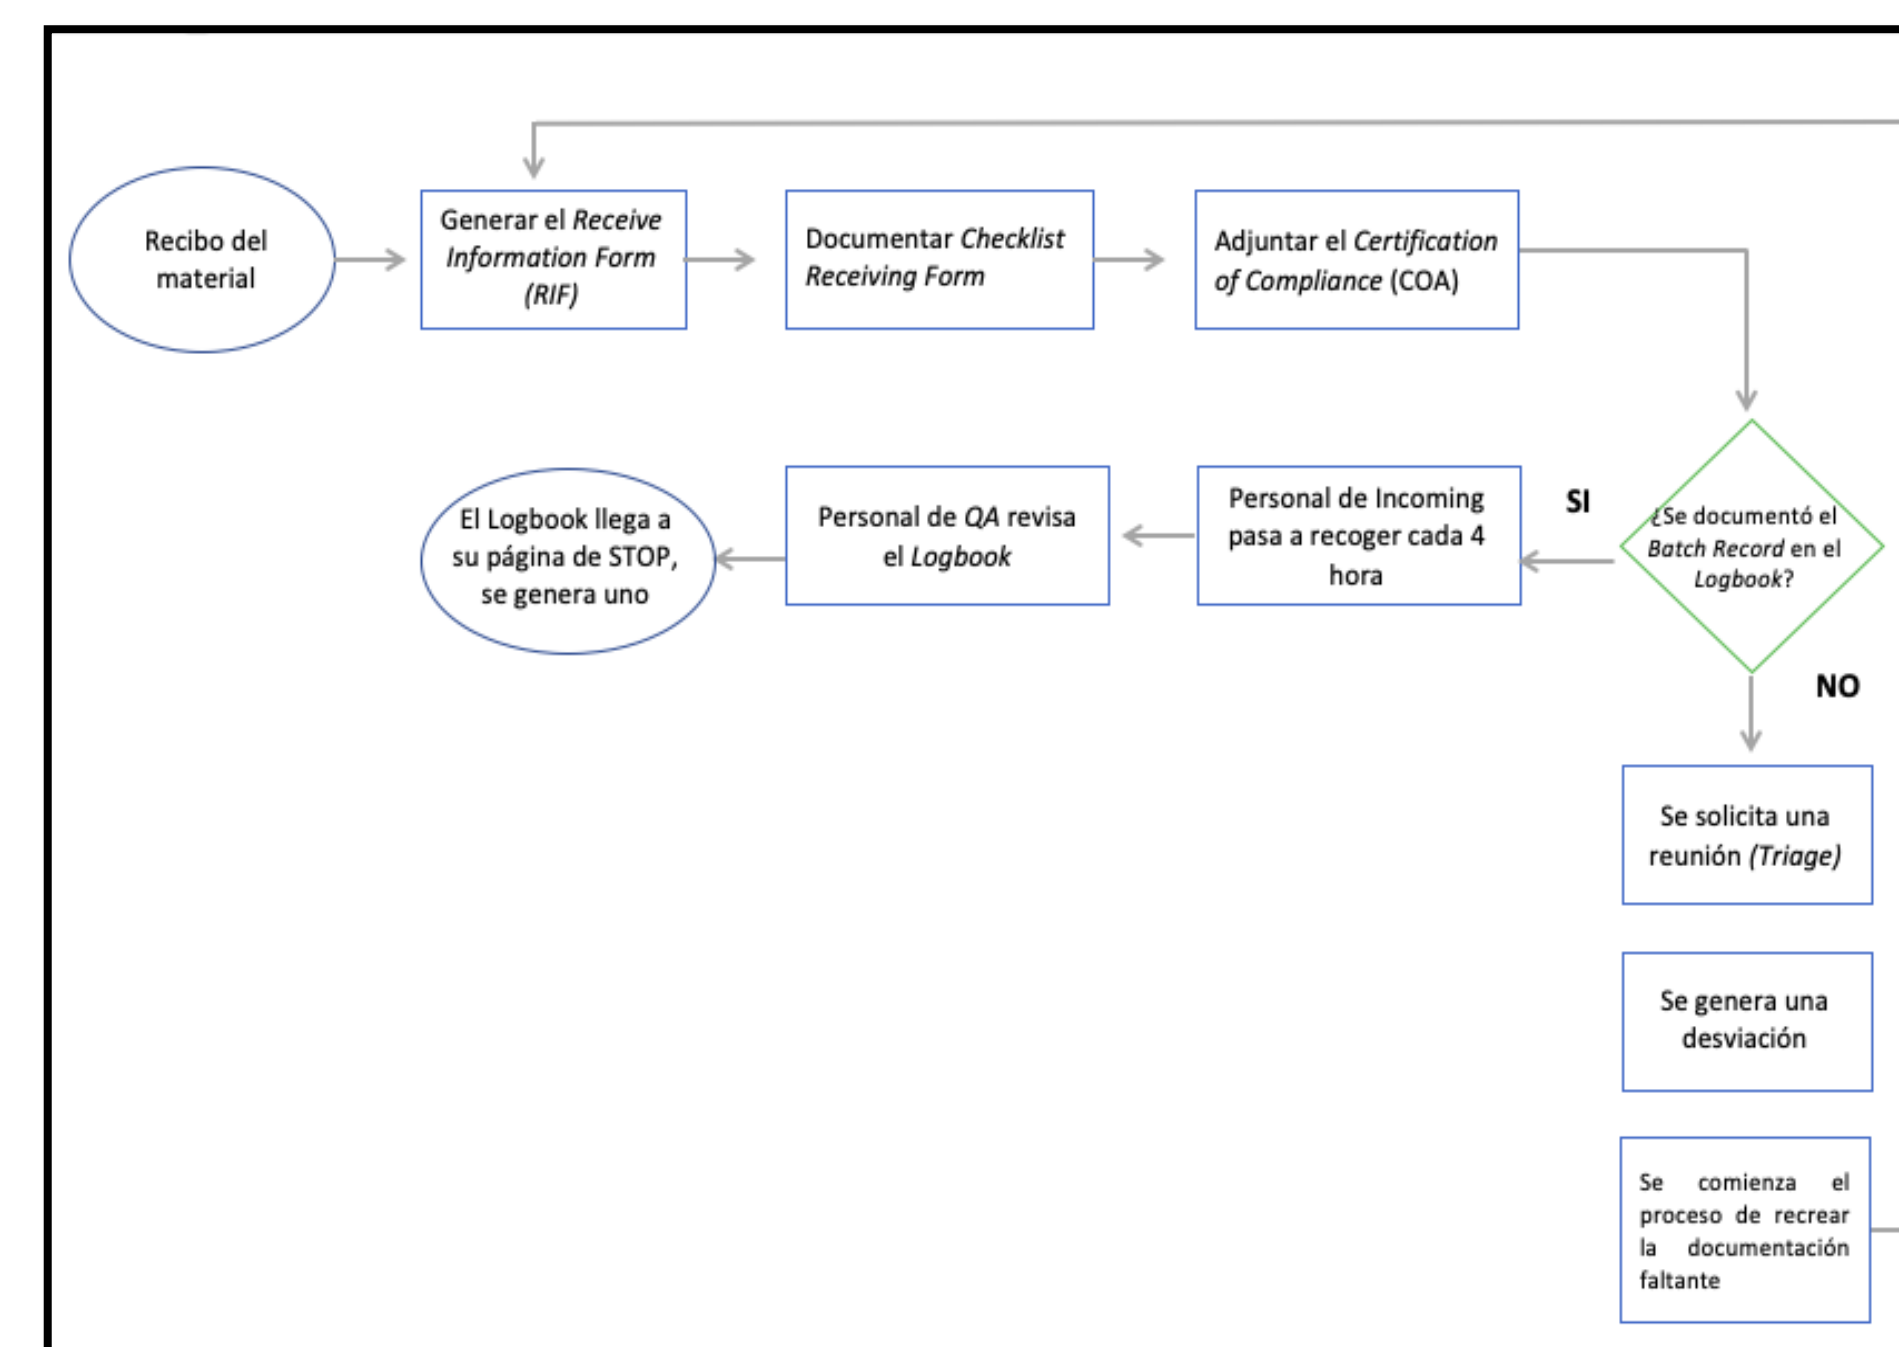 Recibo del
material
Generar el Receive
Information Form
(RIF)
Documentar Checklist
Receiving Form
Adjuntar el Certification
of Compliance (COA)
¿Se documentó el
Batch Record en el
Logbook?
SI
Personal de Incoming
pasa a recoger cada 4
hora
Personal de QA revisa
el Logbook
El Logbook llega a
su página de STOP,
se genera uno
NO
Se solicita una
reunión (Triage)
Se genera una
desviación
Se comienza el
proceso de recrear
la documentación
faltante